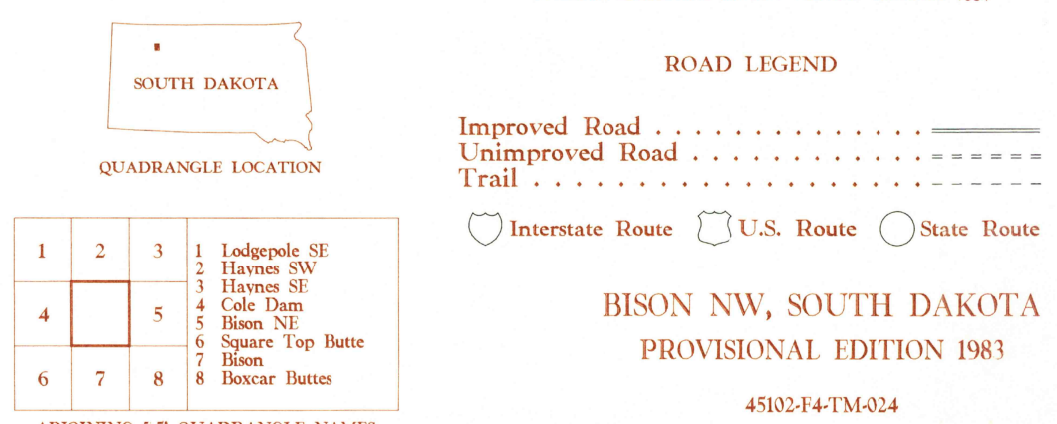 SOUTH DAKOTA
QUADRANGLE LOCATION
1 2 3
4 5
6 7 8
1 Lodgepole SE
2 Haynes SW
3 Haynes SE
4 Cole Dam
5 Bison NE
6 Square Top Butte
7 Bison
8 Boxcar Buttes
QUADRANGLE NAMES
ROAD LEGEND
Improved Road
Unimproved Road
Trail
Interstate Route U.S. Route State Route
BISON NW, SOUTH DAKOTA
PROVISIONAL EDITION 1983
45102-F4-TM-024